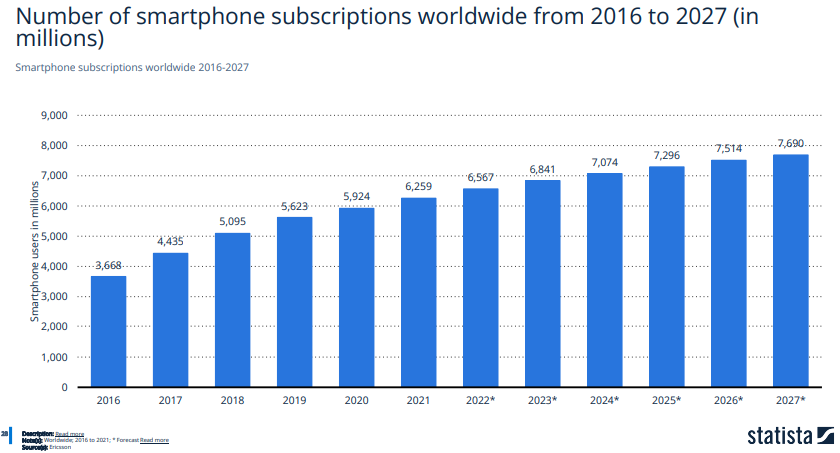 Number of smartphone subscriptions worldwide from 2016 to 2027 (in
millions)
Smartphone subscriptions worldwide 2016-2027
Smartphone users in millions
9,000
8,000
7,000
6,000
5,000
4,000
3,000
2,000
1,000
0
3,668
4,435
5,095
5,623
5,924
6,259
6,567
6,841
7,074
7,296
7,514
7,690
2016 2017 2018 2019 2020 2021 2022* 2023* 2024* 2025* 2026* 2027*
28
Description: Read more
Note(s): Worldwide; 2016 to 2021; * Forecast Read more
Source(s): Ericsson
statista